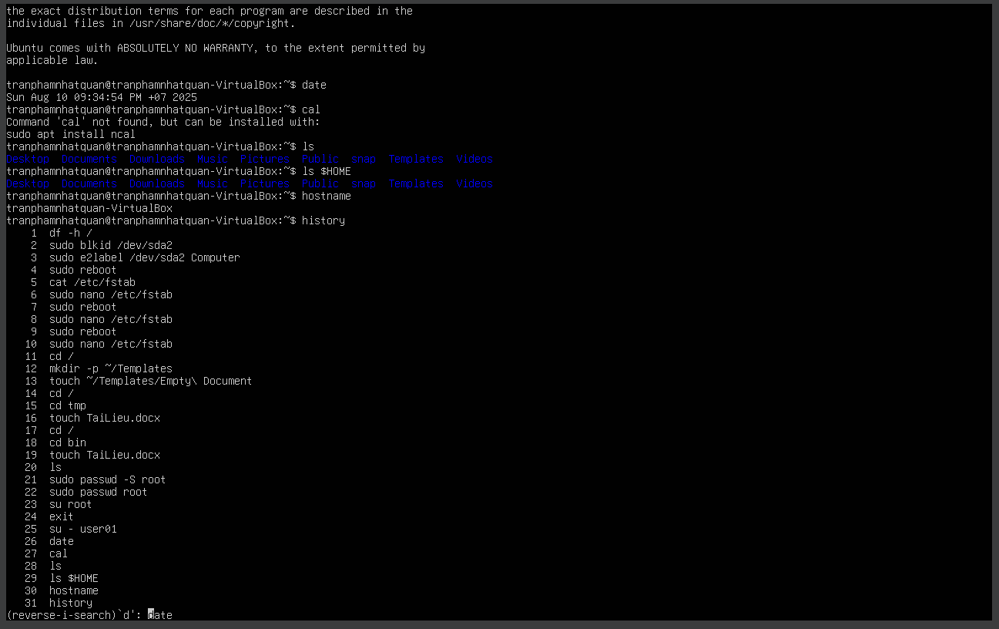 the exact distribution terms for each program are described in the
individual files in /usr/share/doc/*/copyright.
Ubuntu comes with ABSOLUTELY NO WARRANTY, to the extent permitted by
applicable law.
tranphamnhatquan@tranphamnhatquan-VirtualBox:~$ date
Sun Aug 10 09:34:54 PM +07 2025
tranphamnhatquan@tranphamnhatquan-VirtualBox:~$ cal
Command 'cal' not found, but can be installed with:
sudo apt install ncal
tranphamnhatquan@tranphamnhatquan-VirtualBox:~$ ls
Desktop  Documents  Downloads  Music  Pictures  Public  snap  Templates  Videos
tranphamnhatquan@tranphamnhatquan-VirtualBox:~$ ls $HOME
Desktop  Documents  Downloads  Music  Pictures  Public  snap  Templates  Videos
tranphamnhatquan@tranphamnhatquan-VirtualBox:~$ hostname
tranphamnhatquan-VirtualBox
tranphamnhatquan@tranphamnhatquan-VirtualBox:~$ history
    1  df -h /
    2  sudo blkid /dev/sda2
    3  sudo e2label /dev/sda2 Computer
    4  sudo reboot
    5  cat /etc/fstab
    6  sudo nano /etc/fstab
    7  sudo reboot
    8  sudo nano /etc/fstab
    9  sudo reboot
   10  sudo nano /etc/fstab
   11  cd /
   12  mkdir -p ~/Templates
   13  touch ~/Templates/Empty\ Document
   14  cd /
   15  cd tmp
   16  touch TaiLieu.docx
   17  cd /
   18  cd bin
   19  touch TaiLieu.docx
   20  ls
   21  sudo passwd -S root
   22  sudo passwd root
   23  su root
   24  exit
   25  su - user01
   26  date
   27  cal
   28  ls
   29  ls $HOME
   30  hostname
   31  history
(reverse-i-search)`d': date